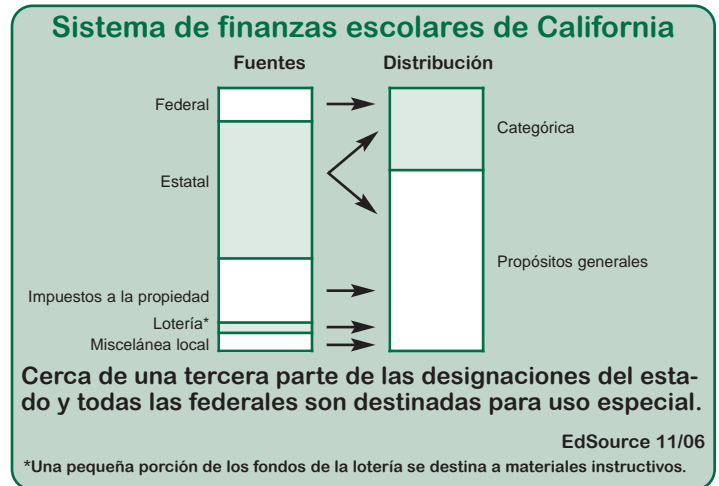 Sistema de finanzas escolares de California
Fuentes
Distribución
Federal
Estatal
Impuestos a la propiedad
Lotería*
Miscelánea local
Categórica
Propósitos generales
Cerca de una tercera parte de las designaciones del esta-
do y todas las federales son destinadas para uso especial.
EdSource 11/06
*Una pequeña porción de los fondos de la lotería se destina a materiales instructivos.